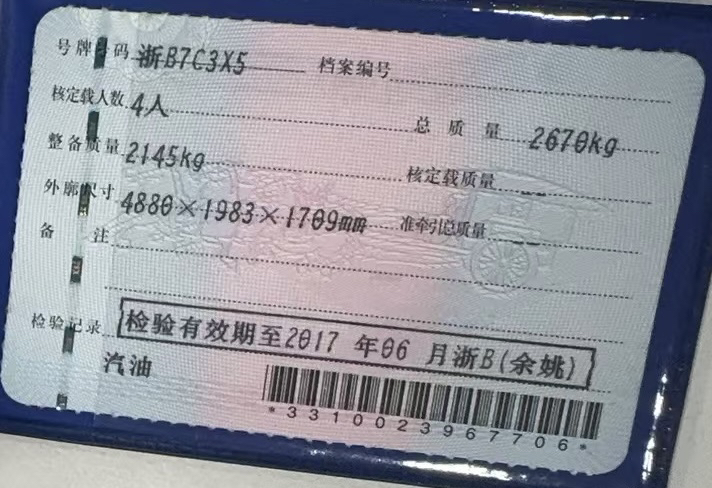 号牌号码 浙B7C3X5 档案编号
核定载人数 4人 总质量 2670kg
整备质量 2145kg 核定载质量 --
外廓尺寸 4880×1983×1709mm 准牵引总质量 --
备注
检验记录 检验有效期至2017年06月浙B(余姚)
汽油
*3310023967706*